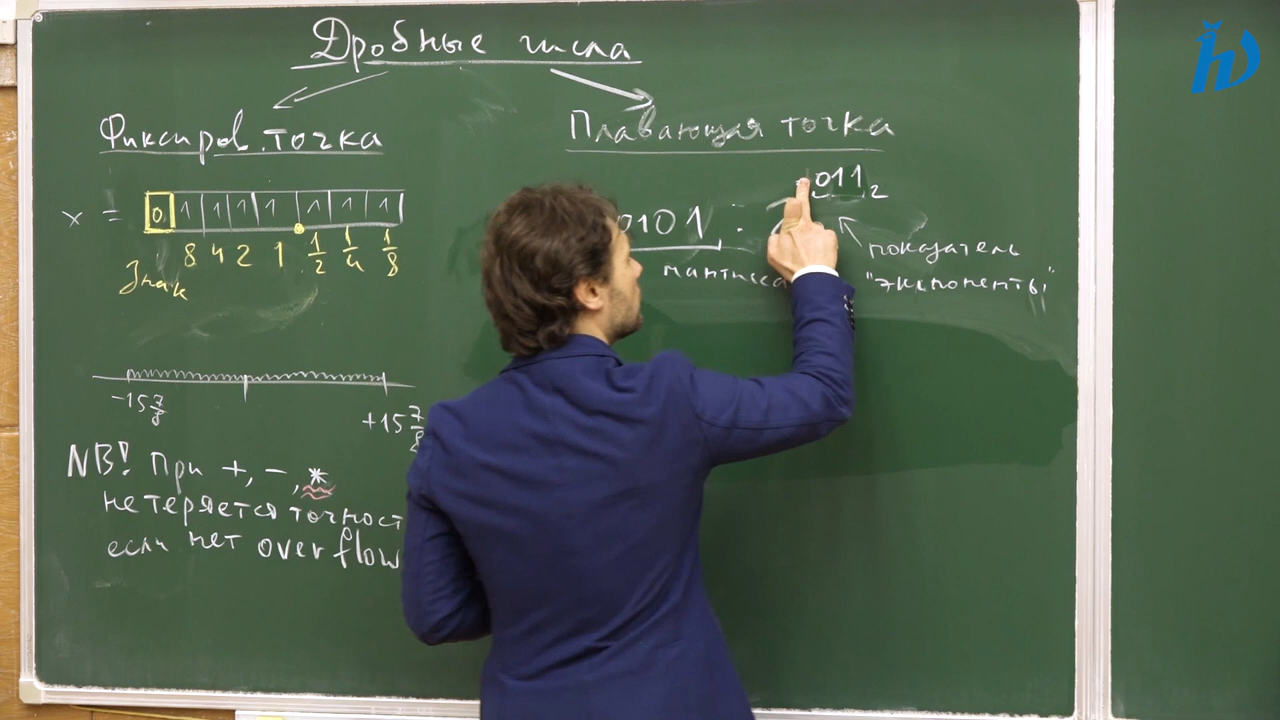 Дробные числа
Фиксиров. точка
Плавающая точка
x = 0 1 1 1 1 1 1 1
8 4 2 1 1/2 1/4 1/8
Знак
0101
011₂
мантисса
показатель
"экспоненты"
-15 7/8
+15 7/8
NB! При +, -, *
не теряется точност
если нет overflow